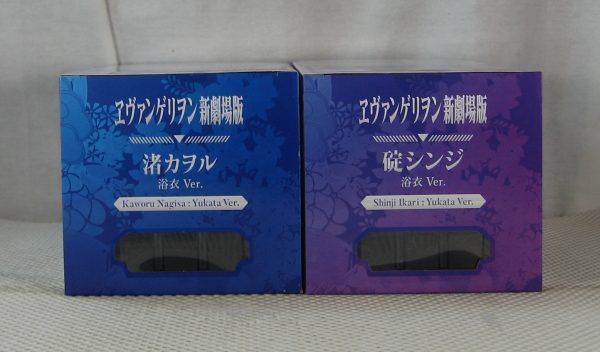 ヱヴァンゲリヲン新劇場版
渚カヲル
浴衣 Ver.
Kaworu Nagisa : Yukata Ver.
ヱヴァンゲリヲン新劇場版
碇シンジ
浴衣 Ver.
Shinji Ikari : Yukata Ver.